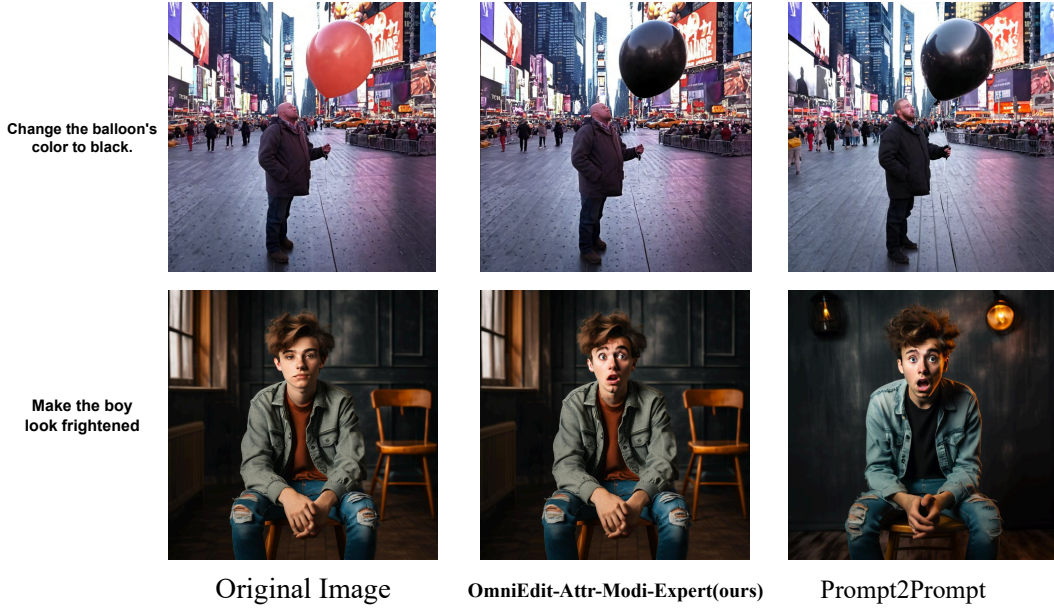 Change the balloon's
color to black.
Make the boy
look frightened
Original Image
OmniEdit-Attr-Modi-Expert(ours)
Prompt2Prompt